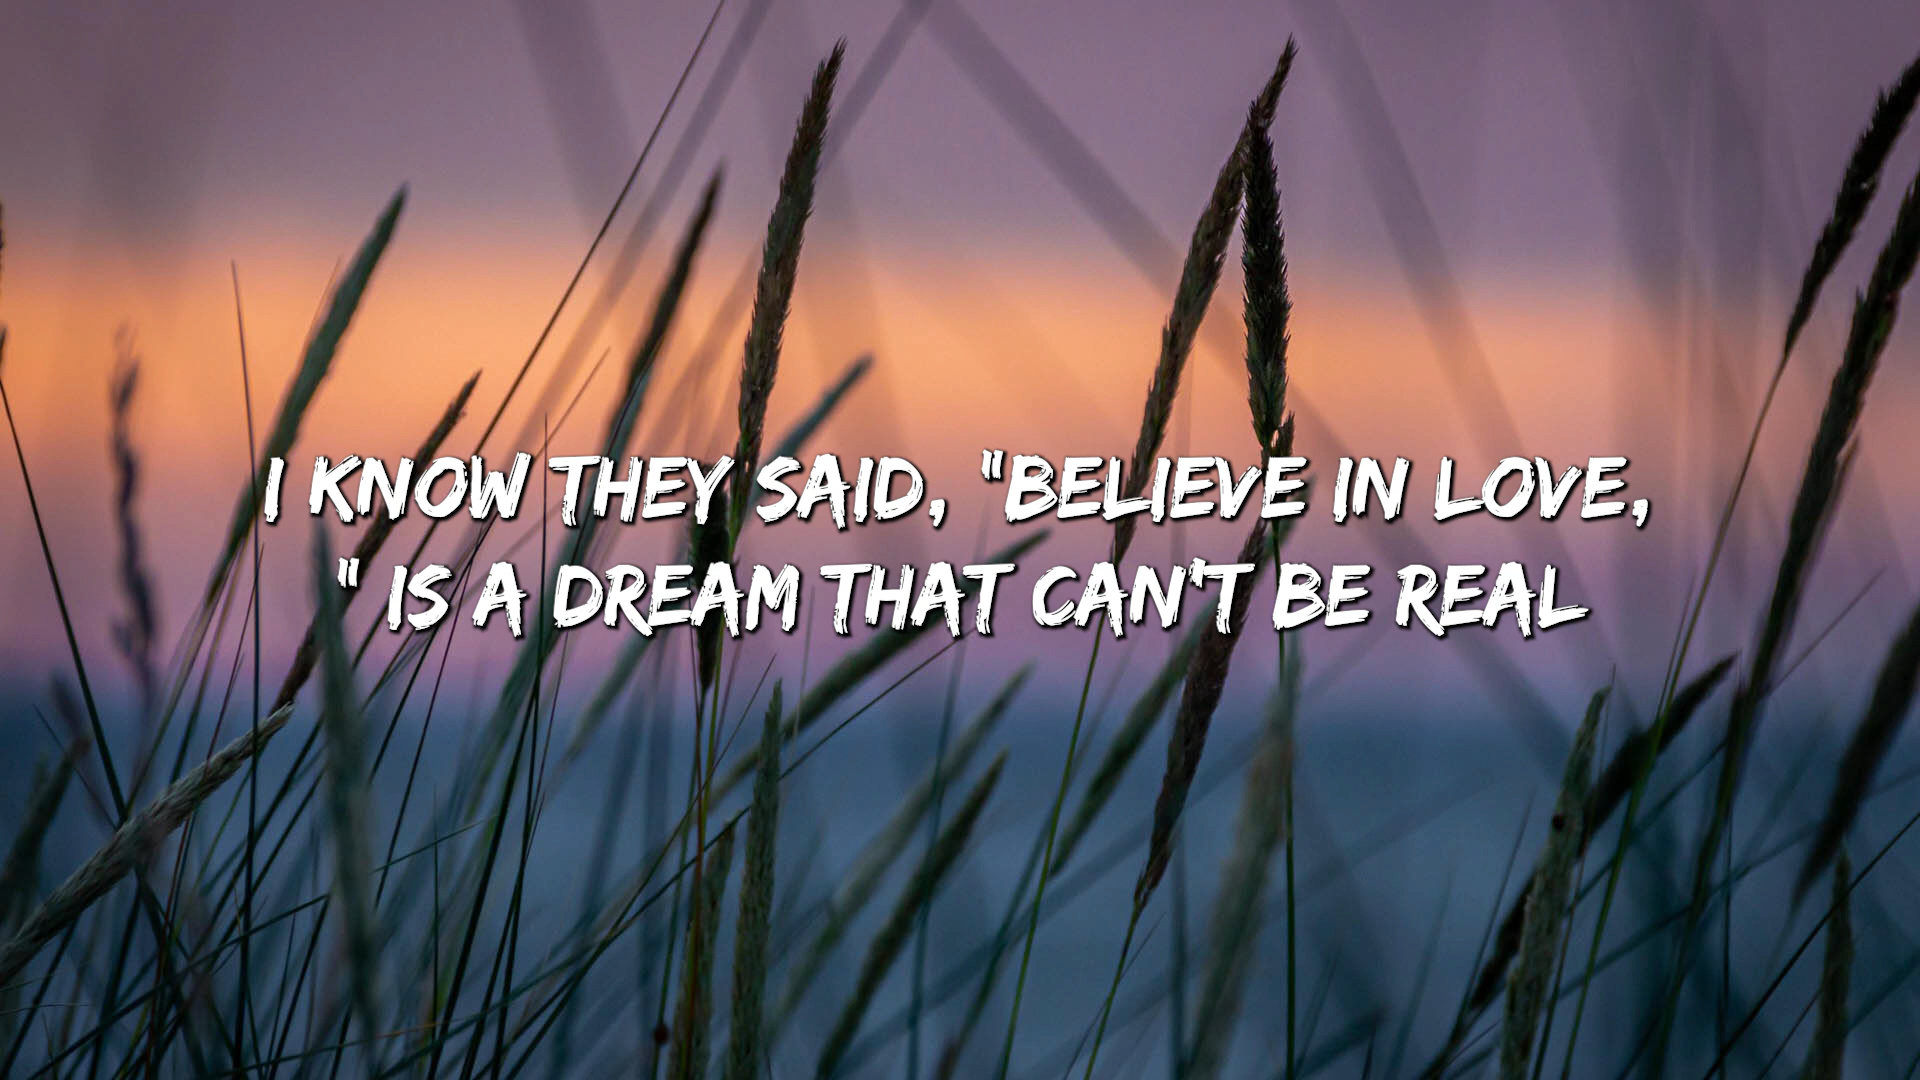 I KNOW THEY SAID, "BELIEVE IN LOVE,
" IS A DREAM THAT CAN'T BE REAL